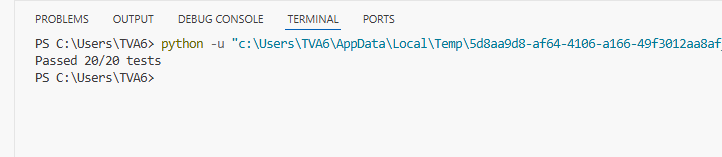 PROBLEMS OUTPUT DEBUG CONSOLE TERMINAL PORTS
PS C:\Users\TVA6> python -u "c:\Users\TVA6\AppData\Local\Temp\5d8aa9d8-af64-4106-a166-49f3012aa8af
Passed 20/20 tests
PS C:\Users\TVA6>